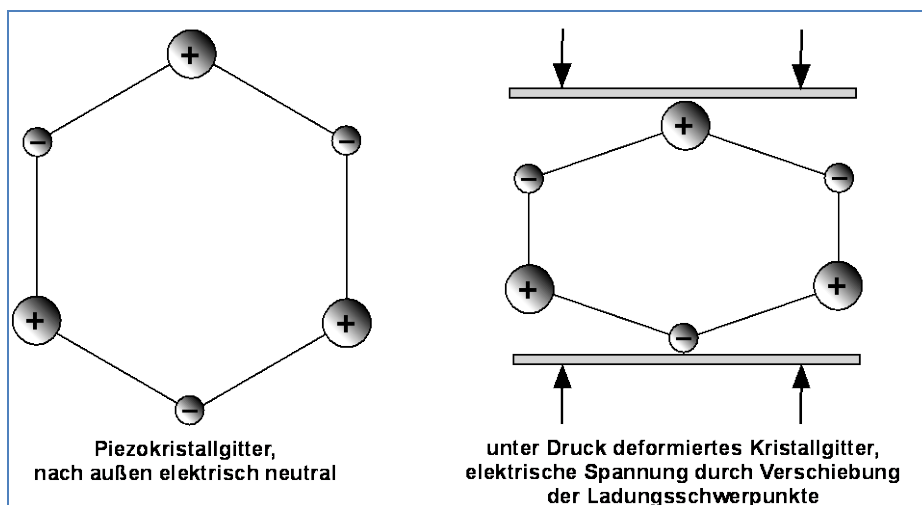 +
−
−
+
+
−
Piezokristallgitter,
nach außen elektrisch neutral
+
−
−
+
+
−
unter Druck deformiertes Kristallgitter,
elektrische Spannung durch Verschiebung
der Ladungsschwerpunkte